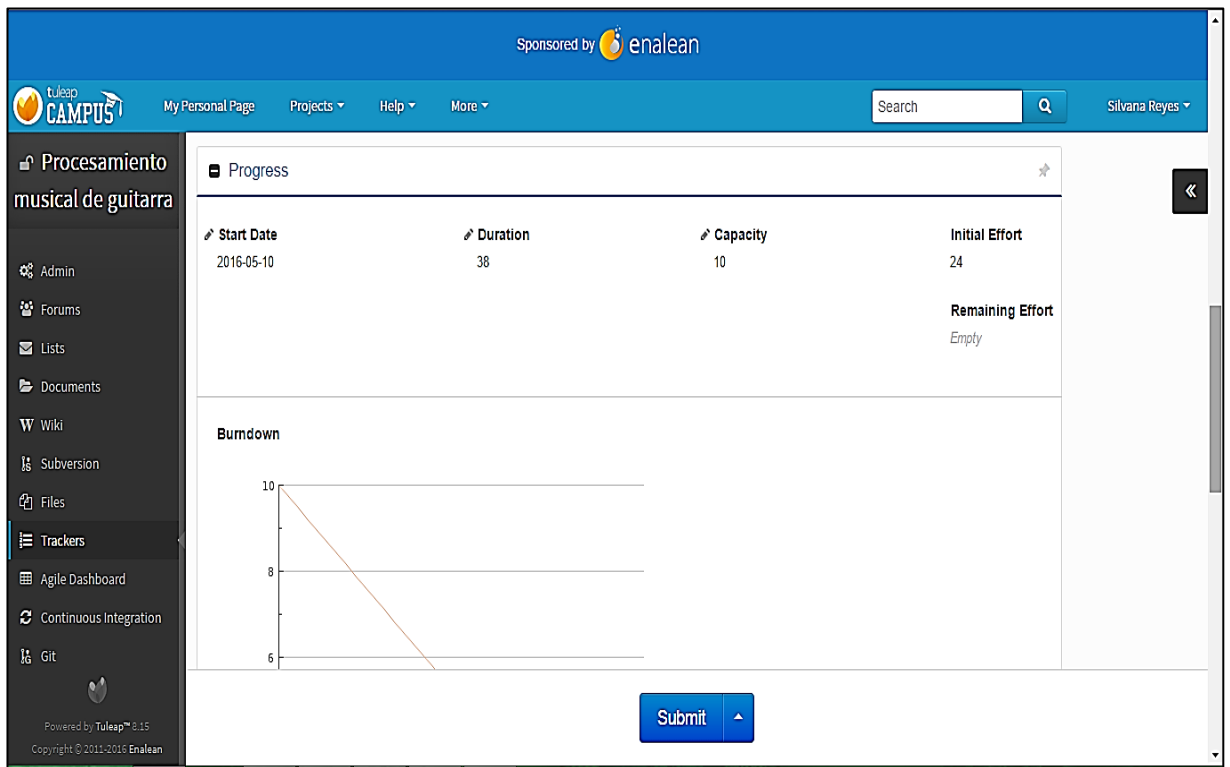 Sponsored by enalean
tuleap
CAMPUS
My Personal Page Projects Help More Search Silvana Reyes
Procesamiento
musical de guitarra
Admin
Forums
Lists
Documents
Wiki
Subversion
Files
Trackers
Agile Dashboard
Continuous Integration
Git
Powered by Tuleap™ 8.15
Copyright © 2011-2016 Enalean
Progress
Start Date Duration Capacity Initial Effort
2016-05-10 38 10 24
Remaining Effort
Empty
Burndown
10
8
6
Submit